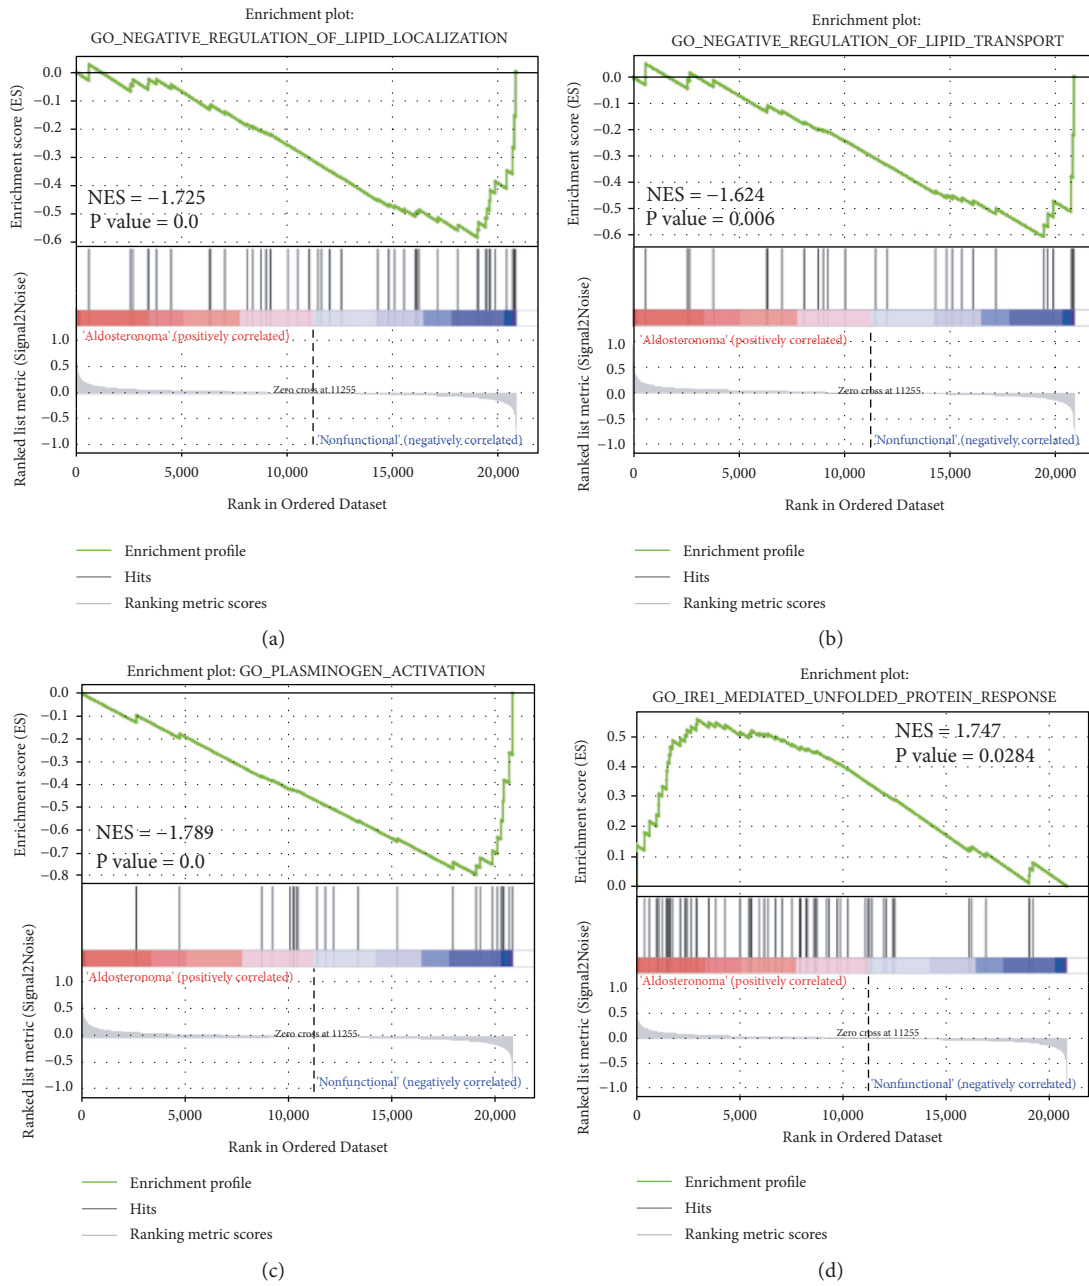 Enrichment plot:
GO_NEGATIVE_REGULATION_OF_LIPID_LOCALIZATION
Enrichment score (ES)
0.0
−0.1
−0.2
−0.3
−0.4
−0.5
−0.6
NES = −1.725
P value = 0.0
Ranked list metric (Signal2Noise)
'Aldosteronoma' (positively correlated)
1.0
0.5
0.0
−0.5
−1.0
Zero cross at 11255
'Nonfunctional' (negatively correlated)
0 5,000 10,000 15,000 20,000
Rank in Ordered Dataset
Enrichment profile
Hits
Ranking metric scores
(a)
Enrichment plot:
GO_NEGATIVE_REGULATION_OF_LIPID_TRANSPORT
Enrichment score (ES)
0.0
−0.1
−0.2
−0.3
−0.4
−0.5
−0.6
NES = −1.624
P value = 0.006
Ranked list metric (Signal2Noise)
'Aldosteronoma' (positively correlated)
1.0
0.5
0.0
−0.5
−1.0
Zero cross at 11255
'Nonfunctional' (negatively correlated)
0 5,000 10,000 15,000 20,000
Rank in Ordered Dataset
Enrichment profile
Hits
Ranking metric scores
(b)
Enrichment plot: GO_PLASMINOGEN_ACTIVATION
Enrichment score (ES)
0.0
−0.1
−0.2
−0.3
−0.4
−0.5
−0.6
−0.7
−0.8
NES = −1.789
P value = 0.0
Ranked list metric (Signal2Noise)
'Aldosteronoma' (positively correlated)
1.0
0.5
0.0
−0.5
−1.0
Zero cross at 11255
'Nonfunctional' (negatively correlated)
0 5,000 10,000 15,000 20,000
Rank in Ordered Dataset
Enrichment profile
Hits
Ranking metric scores
(c)
Enrichment plot:
GO_IRE1_MEDIATED_UNFOLDED_PROTEIN_RESPONSE
Enrichment score (ES)
0.5
0.4
0.3
0.2
0.1
0.0
NES = 1.747
P value = 0.0284
Ranked list metric (Signal2Noise)
'Aldosteronoma' (positively correlated)
1.0
0.5
0.0
−0.5
−1.0
Zero cross at 11255
'Nonfunctional' (negatively correlated)
0 5,000 10,000 15,000 20,000
Rank in Ordered Dataset
Enrichment profile
Hits
Ranking metric scores
(d)